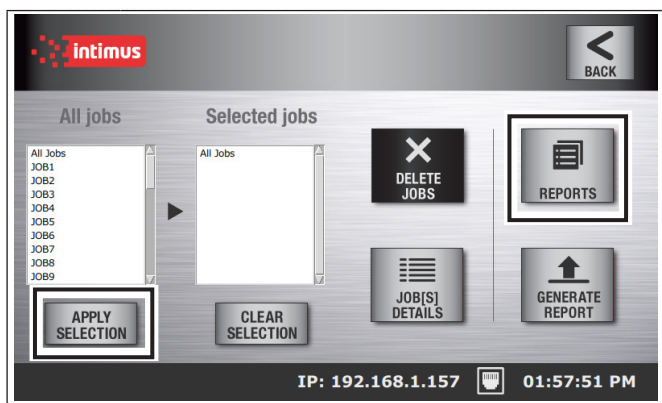 intimus
BACK
All jobs
Selected jobs
All Jobs
JOB1
JOB2
JOB3
JOB4
JOB5
JOB6
JOB7
JOB8
JOB9
All Jobs
DELETE
JOBS
REPORTS
APPLY
SELECTION
CLEAR
SELECTION
JOB[S]
DETAILS
GENERATE
REPORT
IP: 192.168.1.157
01:57:51 PM